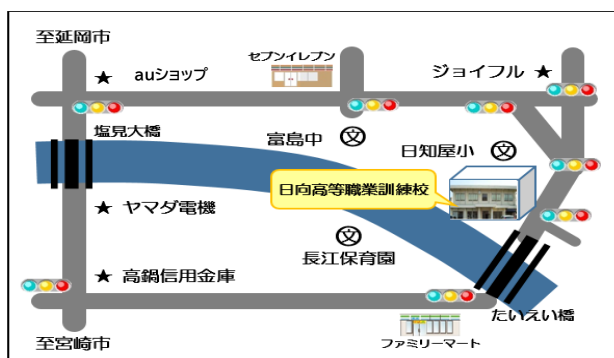 至延岡市
セブンイレブン
★ auショップ
ジョイフル ★
塩見大橋
富島中
文
日知屋小
文
日向高等職業訓練校
★ ヤマダ電機
文
長江保育園
★ 高鍋信用金庫
たいえい橋
至宮崎市
ファミリーマート